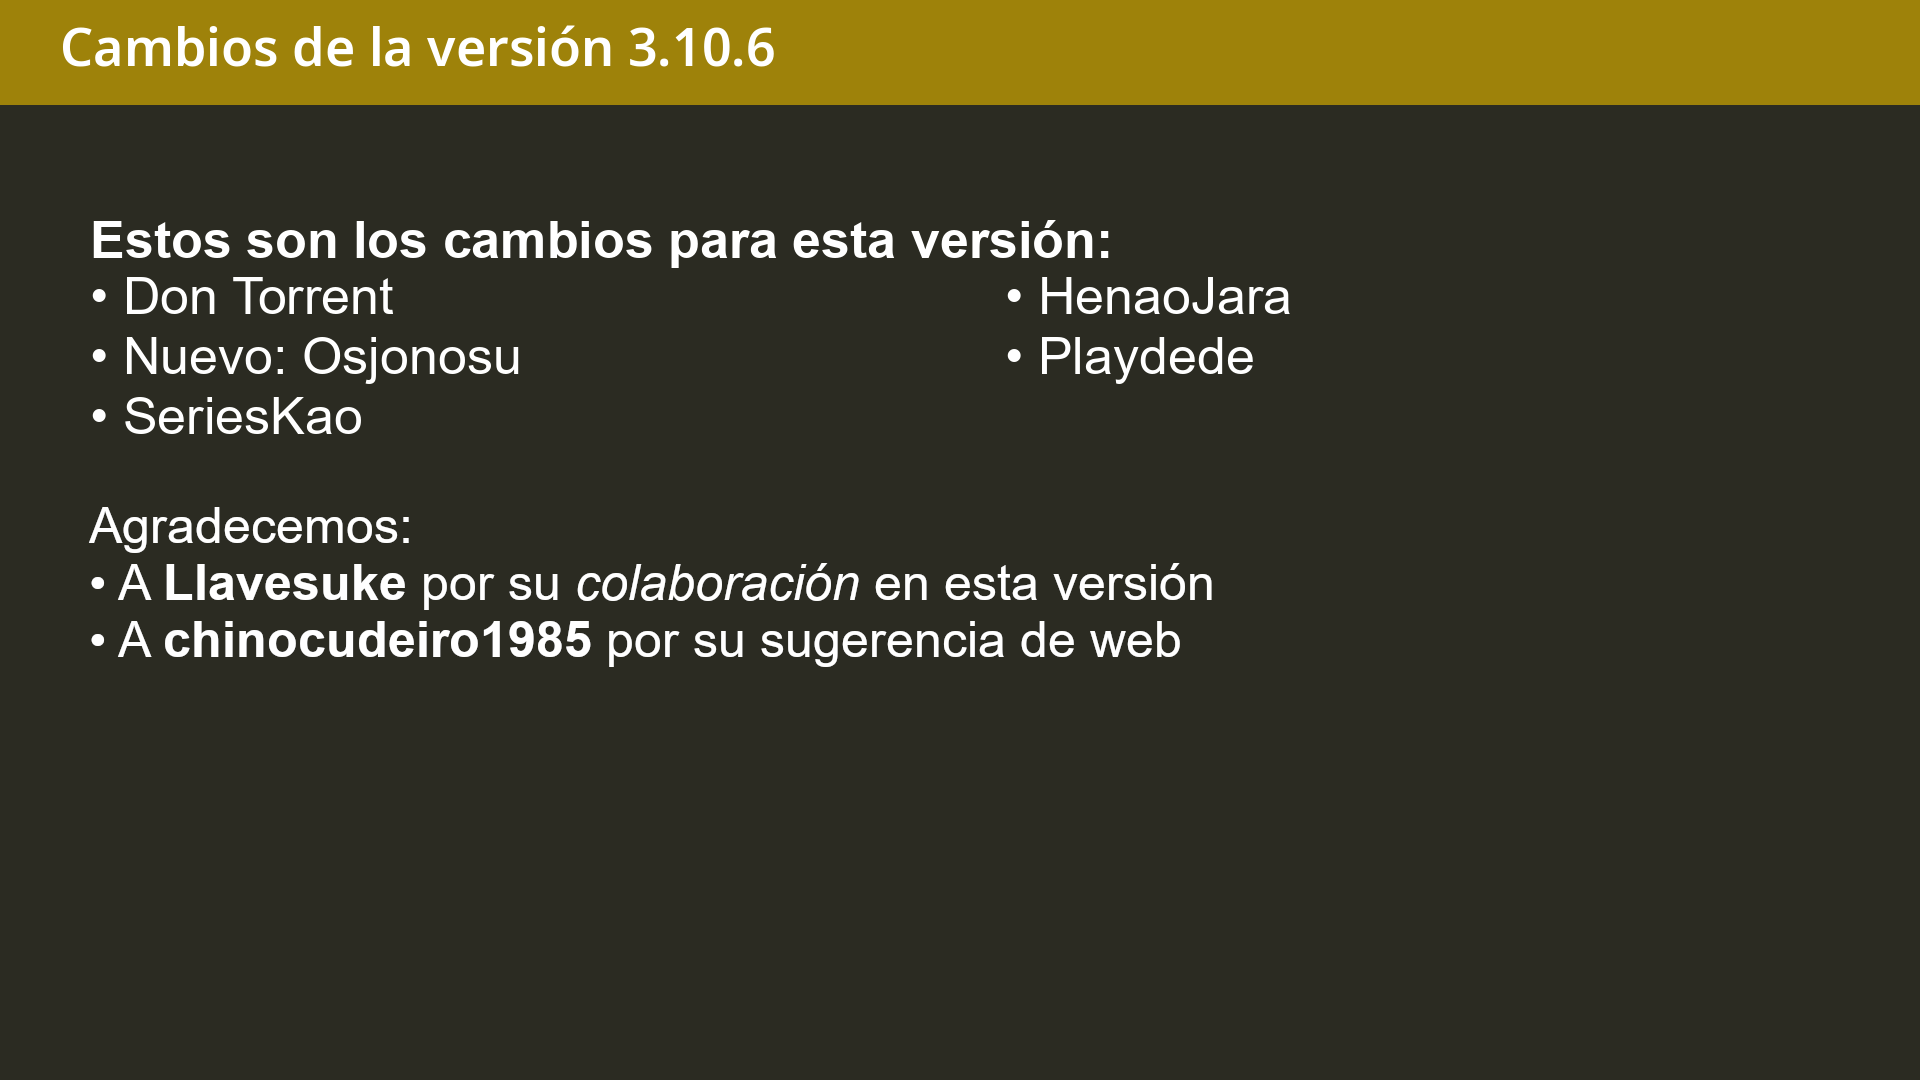 Cambios de la versión 3.10.6
Estos son los cambios para esta versión:
• Don Torrent
• Nuevo: Osjonosu
• SeriesKao
• HenaoJara
• Playdede
Agradecemos:
• A Llavesuke por su colaboración en esta versión
• A chinocudeiro1985 por su sugerencia de web